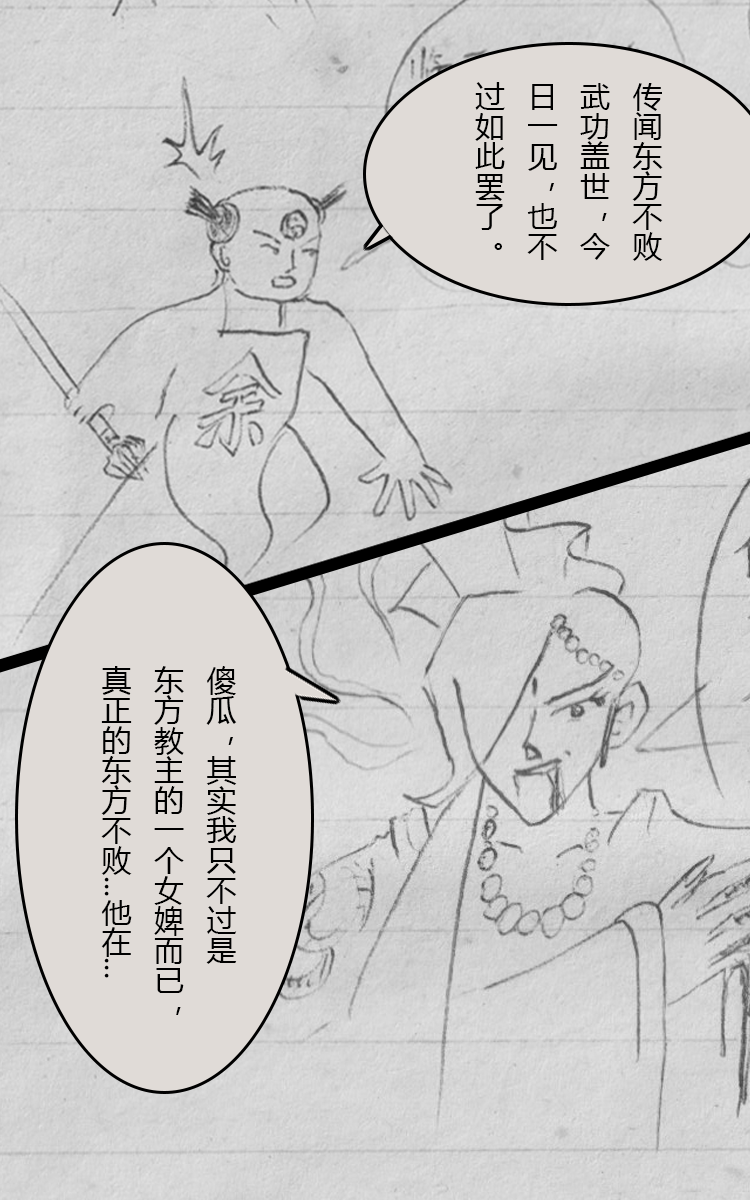 传闻东方不败
武功盖世，今
日一见，也不
过如此罢了。
余
傻瓜，其实我只不过是
东方教主的一个女婢而已，
真正的东方不败…他在…